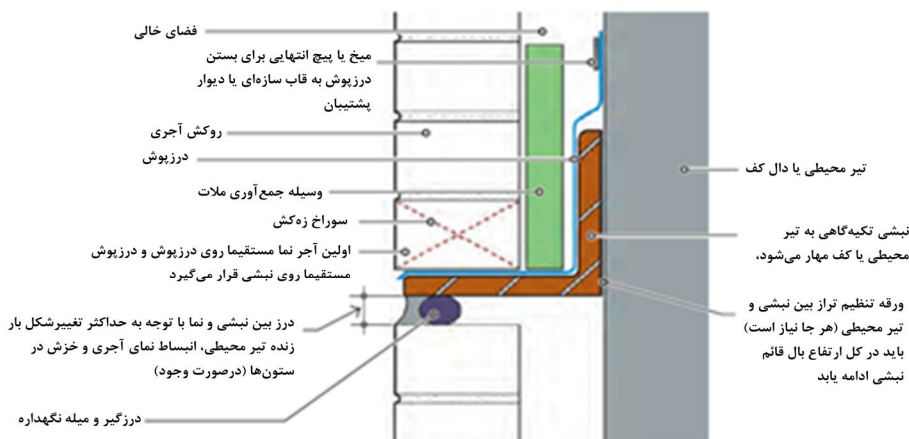 فضای خالی
میخ یا پیچ انتهایی برای بستن
درزپوش به قاب سازه‌ای یا دیوار
پشتیبان
روکش آجری
درزپوش
وسیله جمع‌آوری ملات
سوراخ زه‌کش
اولین آجر نما مستقیما روی درزپوش و درزپوش
مستقیما روی نبشی قرار می‌گیرد
درز بین نبشی و نما با توجه به حداکثر تغییرشکل بار
زنده تیر محیطی، انبساط نمای آجری و خزش در
ستون‌ها (درصورت وجود)
درزگیر و میله نگهداره
تیر محیطی یا دال کف
نبشی تکیه‌گاهی به تیر
محیطی یا کف مهار می‌شود،
ورقه تنظیم تراز بین نبشی و
تیر محیطی (هر جا نیاز است)
باید در کل ارتفاع بال قائم
نبشی ادامه یابد